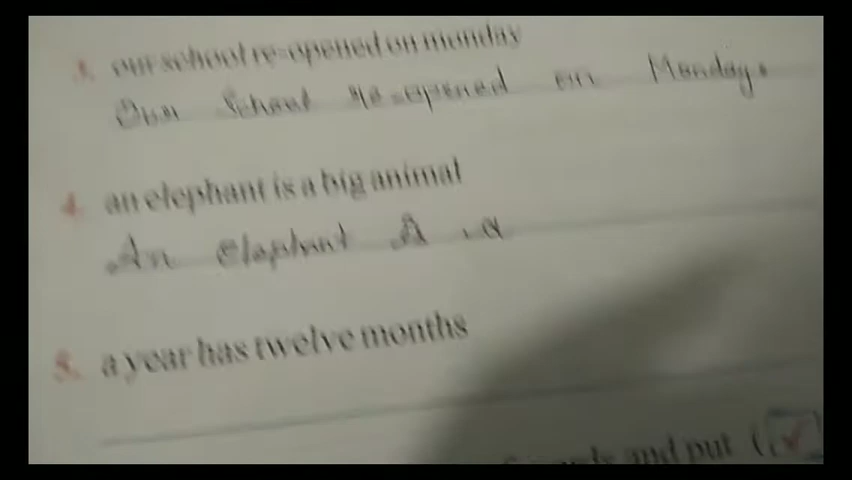 3. our school re-opened on monday
Our School re-opened on Monday.
4. an elephant is a big animal
An elephant a
5. a year has twelve months
and put (✓)